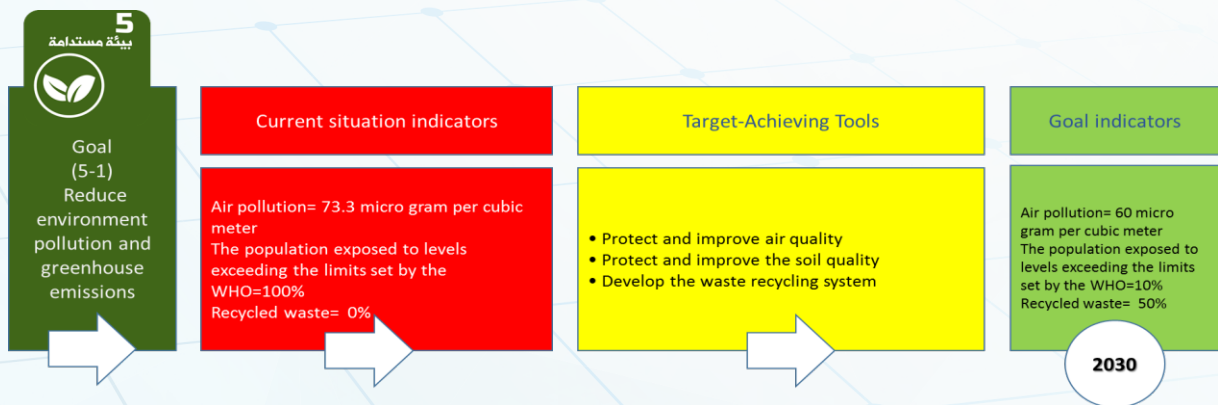 5
بيئة مستدامة
Goal
(5-1)
Reduce
environment
pollution and
greenhouse
emissions
Current situation indicators
Air pollution= 73.3 micro gram per cubic
meter
The population exposed to levels
exceeding the limits set by the
WHO=100%
Recycled waste= 0%
Target-Achieving Tools
• Protect and improve air quality
• Protect and improve the soil quality
• Develop the waste recycling system
Goal indicators
Air pollution= 60 micro
gram per cubic meter
The population exposed to
levels exceeding the limits
set by the WHO=10%
Recycled waste= 50%
2030